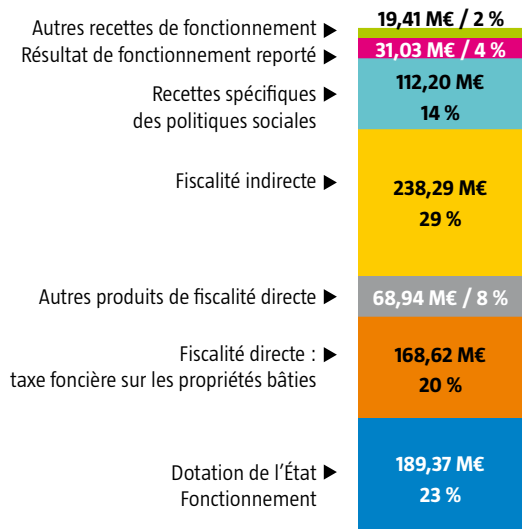 Autres recettes de fonctionnement ▶ 19,41 M€ / 2 %
Résultat de fonctionnement reporté ▶ 31,03 M€ / 4 %
Recettes spécifiques ▶
des politiques sociales
112,20 M€
14 %
Fiscalité indirecte ▶
238,29 M€
29 %
Autres produits de fiscalité directe ▶ 68,94 M€ / 8 %
Fiscalité directe : ▶
taxe foncière sur les propriétés bâties
168,62 M€
20 %
Dotation de l'État ▶
Fonctionnement
189,37 M€
23 %